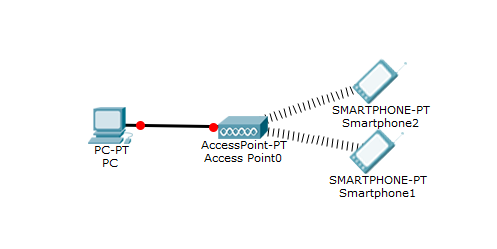 SMARTPHONE-PT
Smartphone2
PC-PT
PC
AccessPoint-PT
Access Point0
SMARTPHONE-PT
Smartphone1